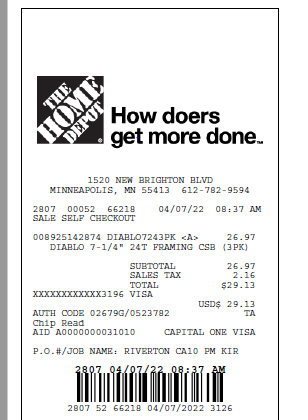 THE
HOME
DEPOT
How doers
get more done™
1520 NEW BRIGHTON BLVD
MINNEAPOLIS, MN 55413 612-782-9594
2807 00052 66218 04/07/22 08:37 AM
SALE SELF CHECKOUT
008925142874 DIABLO7243PK <A> 26.97
DIABLO 7-1/4" 24T FRAMING CSB (3PK)
SUBTOTAL 26.97
SALES TAX 2.16
TOTAL $29.13
XXXXXXXXXXXX3196 VISA
USD$ 29.13
AUTH CODE 02679G/0523782 TA
Chip Read
AID A0000000031010 CAPITAL ONE VISA
P.O.#/JOB NAME: RIVERTON CA10 PM KIR
2807 04/07/22 08:37 AM
2807 52 66218 04/07/2022 3126